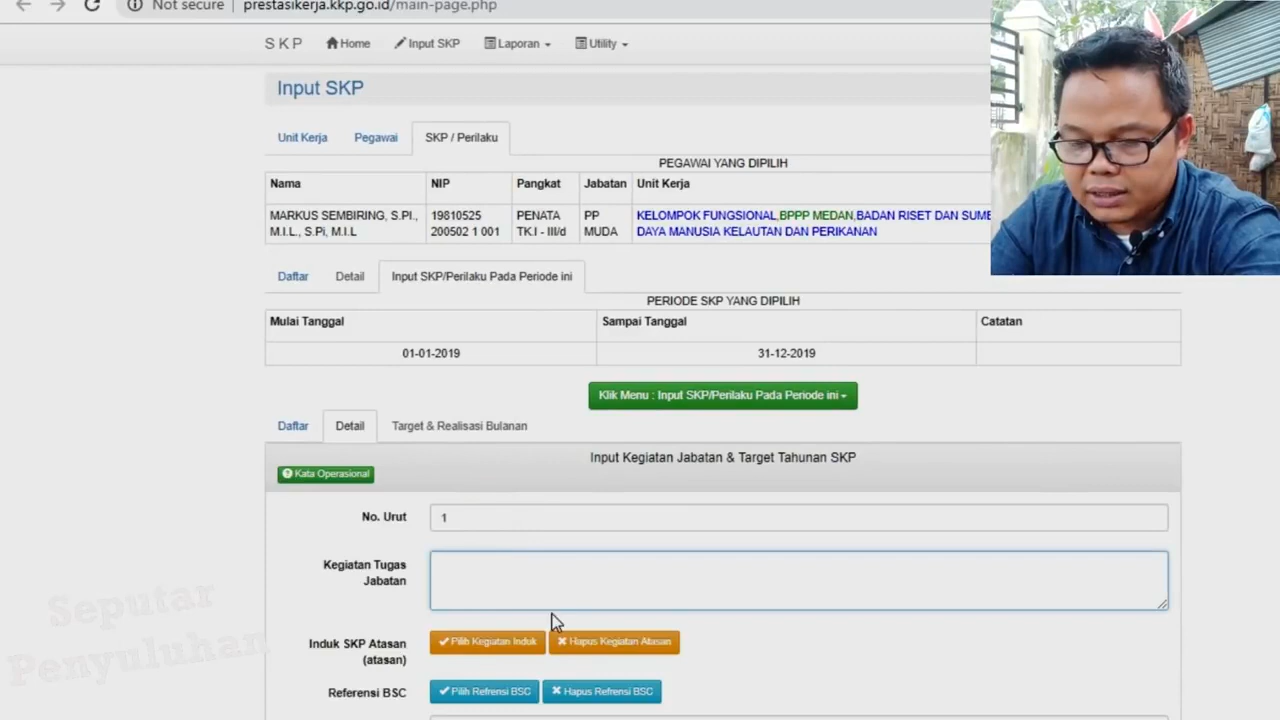 Not secure | prestasikerja.kkp.go.id/main-page.php
S K P Home Input SKP Laporan Utility
Input SKP
Unit Kerja Pegawai SKP / Perilaku
PEGAWAI YANG DIPILIH
Nama NIP Pangkat Jabatan Unit Kerja
MARKUS SEMBIRING, S.PI., 19810525 PENATA PP KELOMPOK FUNGSIONAL,BPPP MEDAN,BADAN RISET DAN SUMB
M.I.L., S.Pi, M.I.L 200502 1 001 TK.I - III/d MUDA DAYA MANUSIA KELAUTAN DAN PERIKANAN
Daftar Detail Input SKP/Perilaku Pada Periode ini
PERIODE SKP YANG DIPILIH
Mulai Tanggal Sampai Tanggal Catatan
01-01-2019 31-12-2019
Klik Menu : Input SKP/Perilaku Pada Periode ini
Daftar Detail Target & Realisasi Bulanan
Input Kegiatan Jabatan & Target Tahunan SKP
Kata Operasional
No. Urut 1
Kegiatan Tugas
Jabatan
Induk SKP Atasan Pilih Kegiatan Induk Hapus Kegiatan Atasan
(atasan)
Referensi BSC Pilih Refrensi BSC Hapus Refrensi BSC
Seputar
Penyuluhan